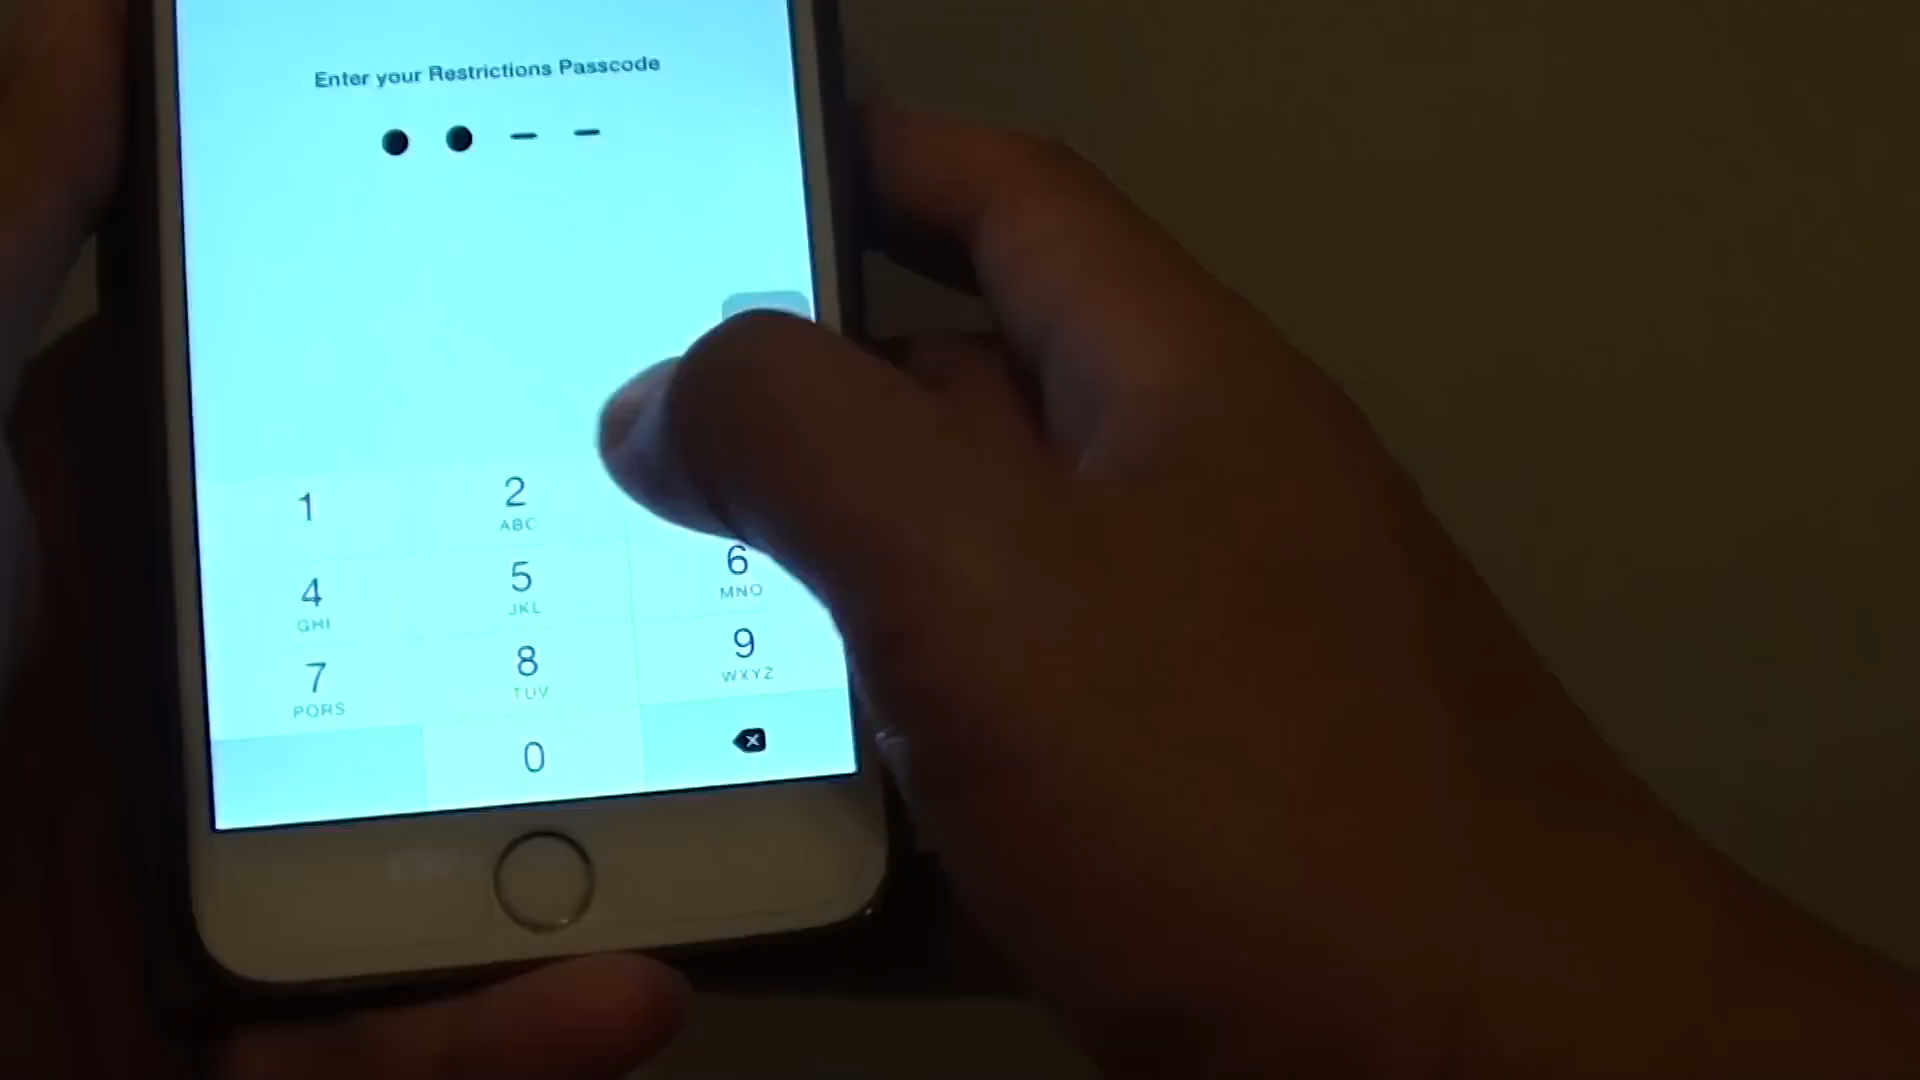 Enter your Restrictions Passcode
1
2
ABC
4
GHI
5
JKL
6
MNO
7
PQRS
8
TUV
9
WXYZ
0